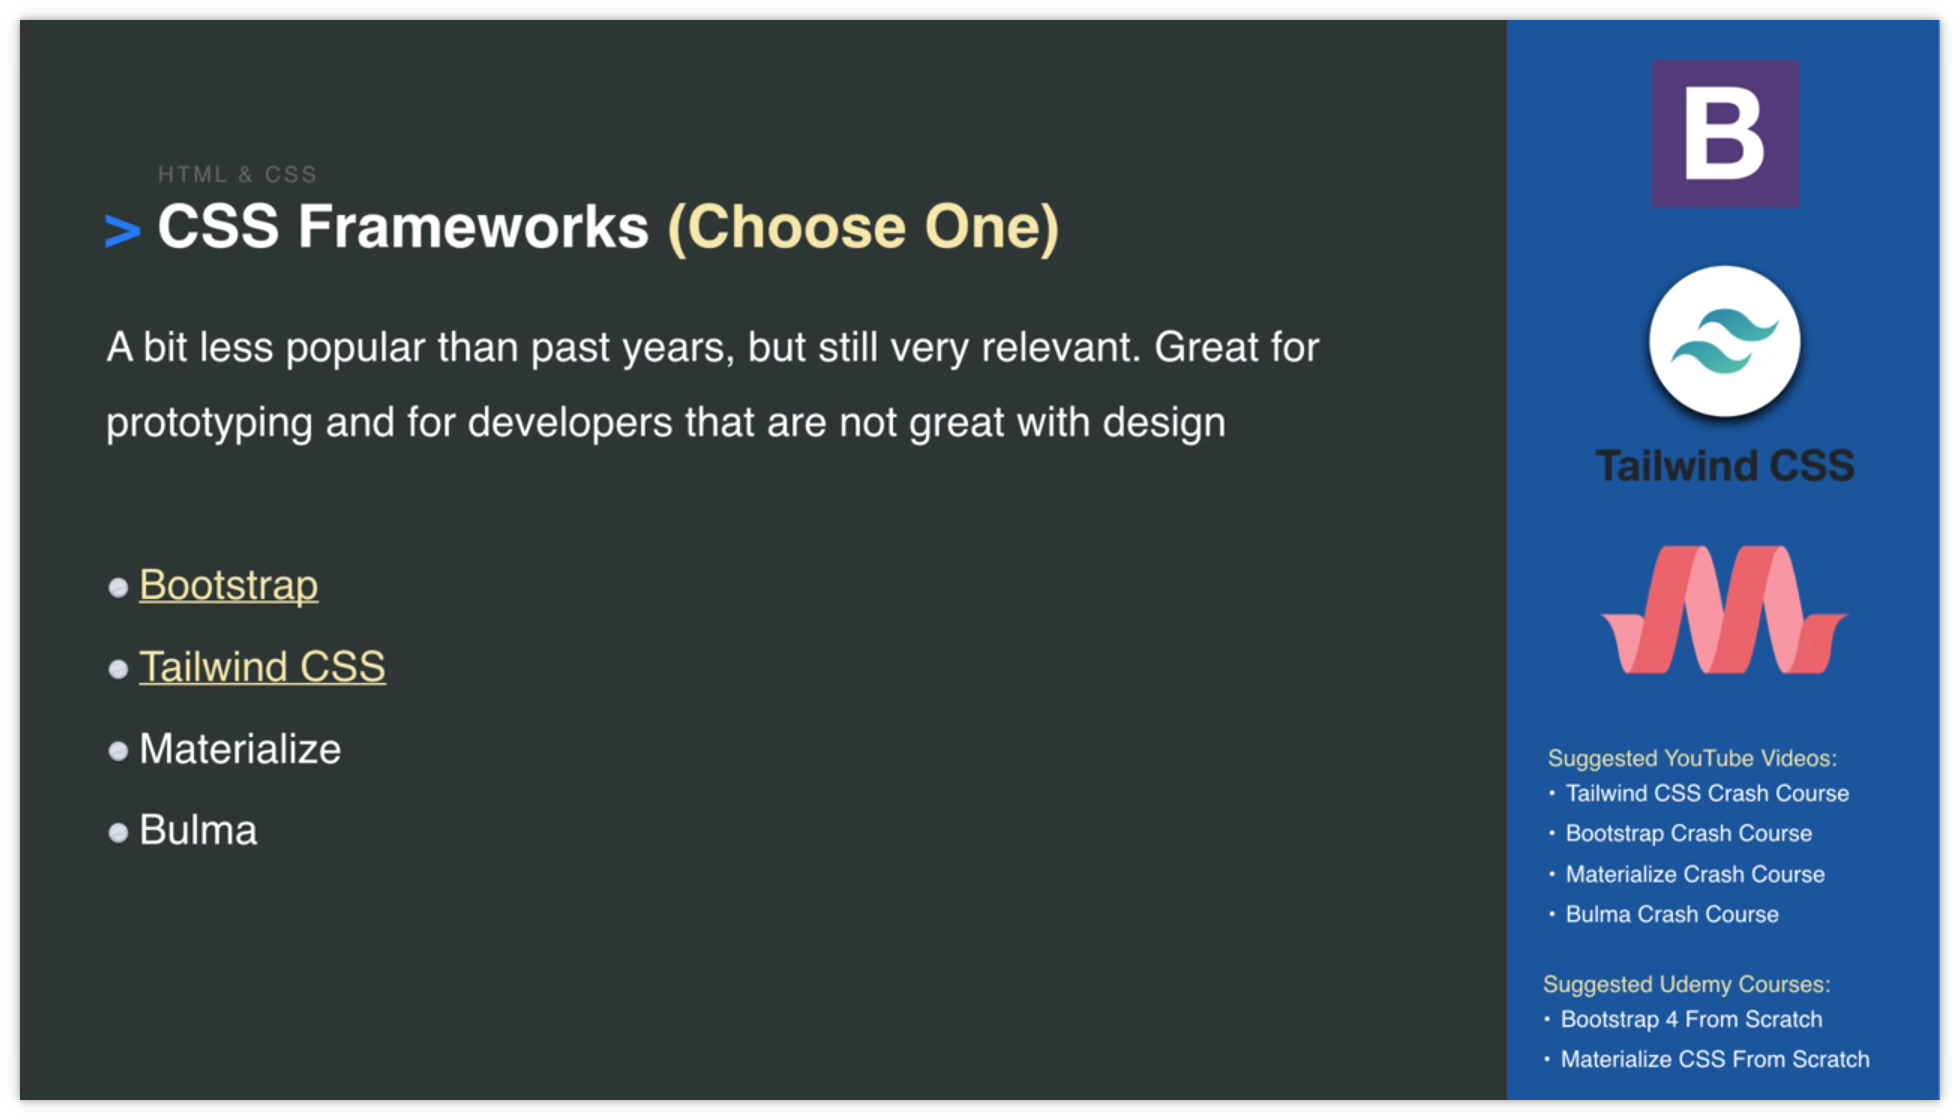 HTML & CSS
> CSS Frameworks (Choose One)
A bit less popular than past years, but still very relevant. Great for
prototyping and for developers that are not great with design
• Bootstrap
• Tailwind CSS
• Materialize
• Bulma
B
Tailwind CSS
Suggested YouTube Videos:
• Tailwind CSS Crash Course
• Bootstrap Crash Course
• Materialize Crash Course
• Bulma Crash Course
Suggested Udemy Courses:
• Bootstrap 4 From Scratch
• Materialize CSS From Scratch